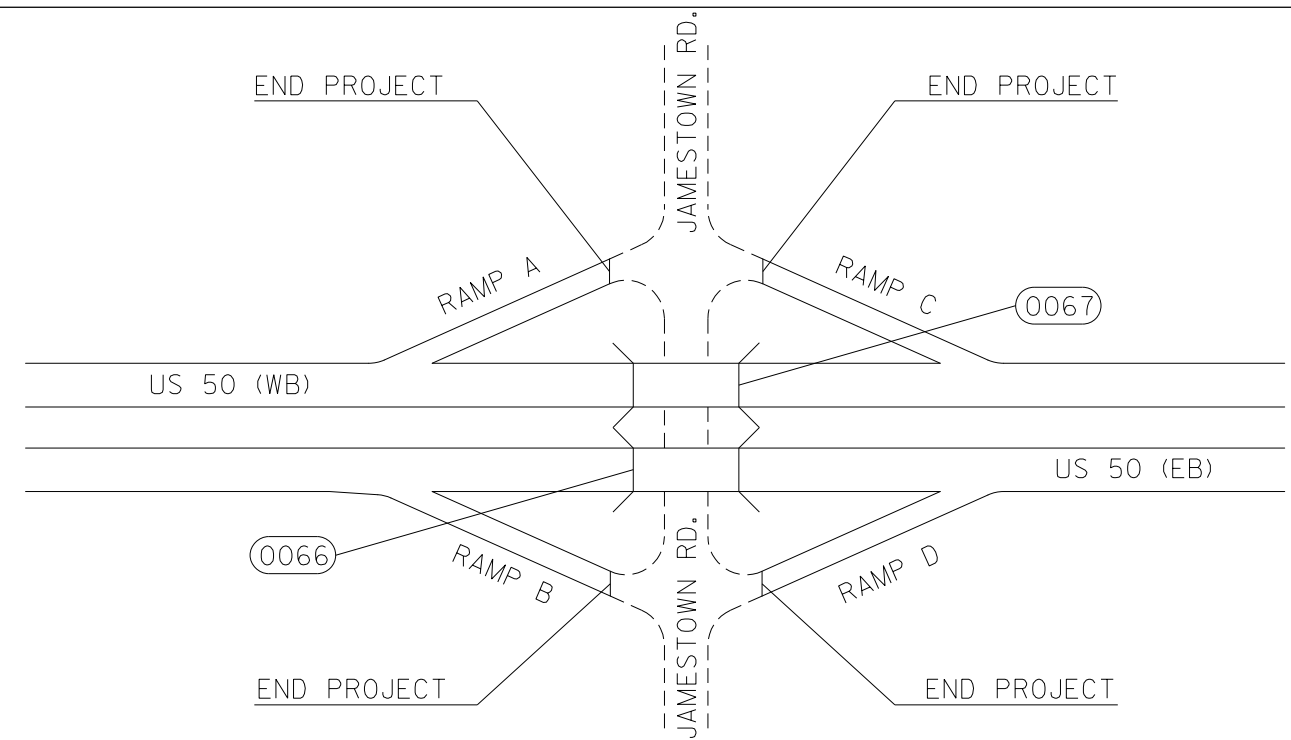 JAMESTOWN RD.
END PROJECT
END PROJECT
RAMP A
RAMP C
0067
US 50 (WB)
US 50 (EB)
0066
RAMP B
RAMP D
JAMESTOWN RD.
END PROJECT
END PROJECT